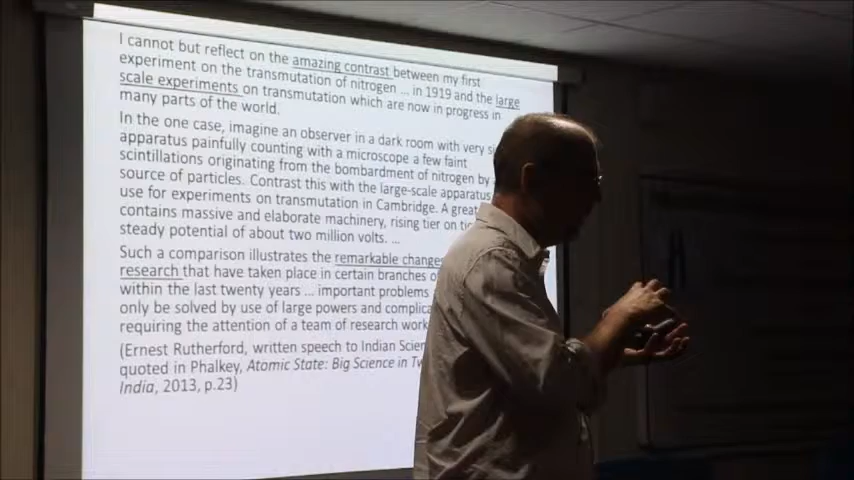 I cannot but reflect on the amazing contrast between my first
experiment on the transmutation of nitrogen ... in 1919 and the large
scale experiments on transmutation which are now in progress in
many parts of the world.
In the one case, imagine an observer in a dark room with very
apparatus painfully counting with a microscope a few faint
scintillations originating from the bombardment of nitrogen by
source of particles. Contrast this with the large-scale apparatus
use for experiments on transmutation in Cambridge. A great
contains massive and elaborate machinery, rising tier on
steady potential of about two million volts. ...
Such a comparison illustrates the remarkable changes
research that have taken place in certain branches
within the last twenty years ... important problems
only be solved by use of large powers and
requiring the attention of a team of research
(Ernest Rutherford, written speech to Indian
quoted in Phalkey, Atomic State: Big Science in
India, 2013, p.23)